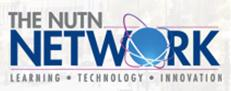 THE NUTN
NETWORK
LEARNING • TECHNOLOGY • INNOVATION